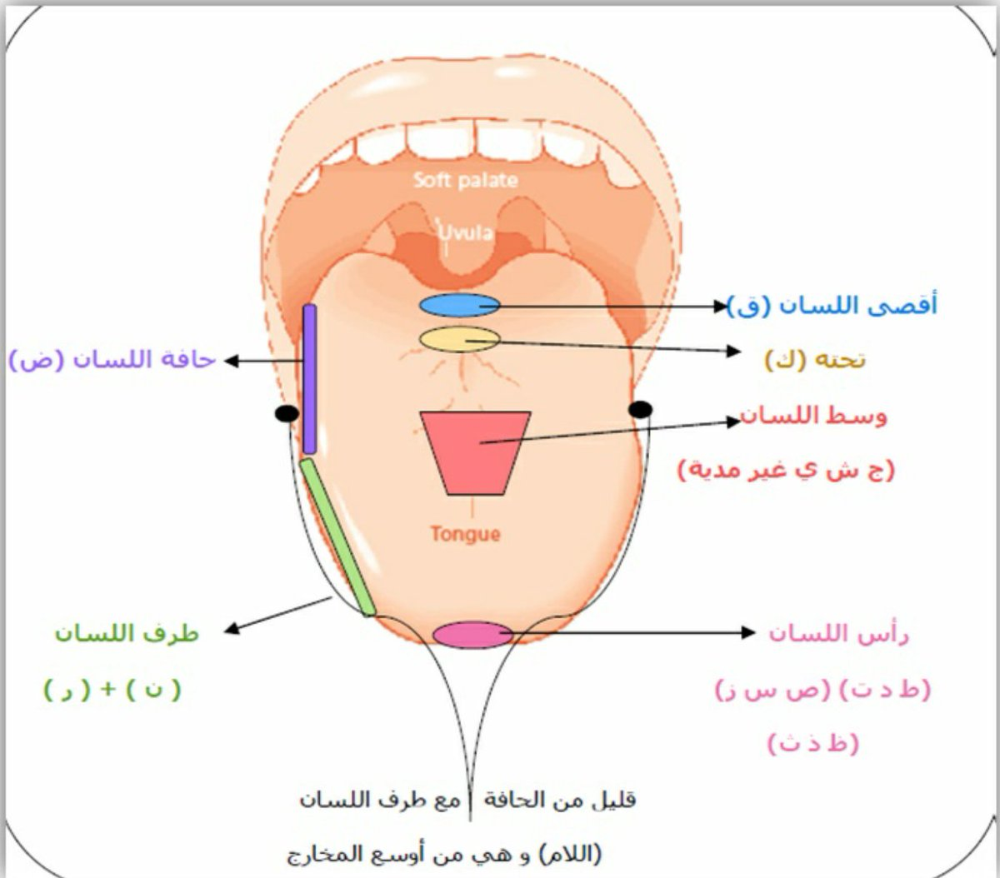 Soft palate
Uvula
أقصى اللسان (ق)
تحته (ك)
حافة اللسان (ض)
وسط اللسان
(ج ش ي غير مدية)
Tongue
رأس اللسان
(ط د ت) (ص س ز)
(ظ ذ ث)
طرف اللسان
( ن ) + ( ر )
قليل من الحافة مع طرف اللسان
(اللام) و هي من أوسع المخارج